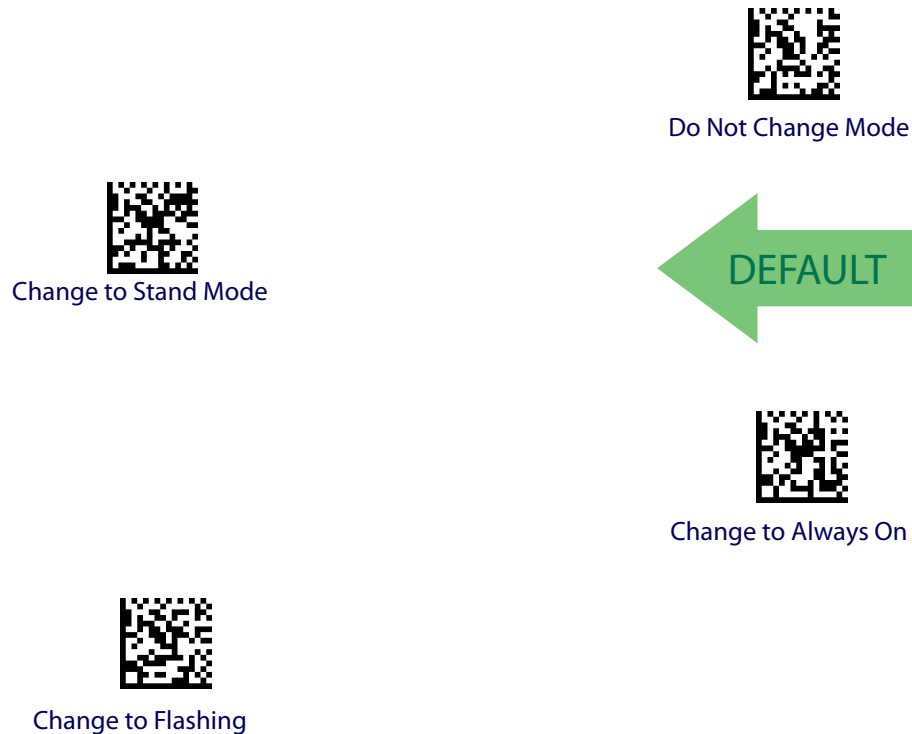 Do Not Change Mode
Change to Stand Mode
DEFAULT
Change to Always On
Change to Flashing